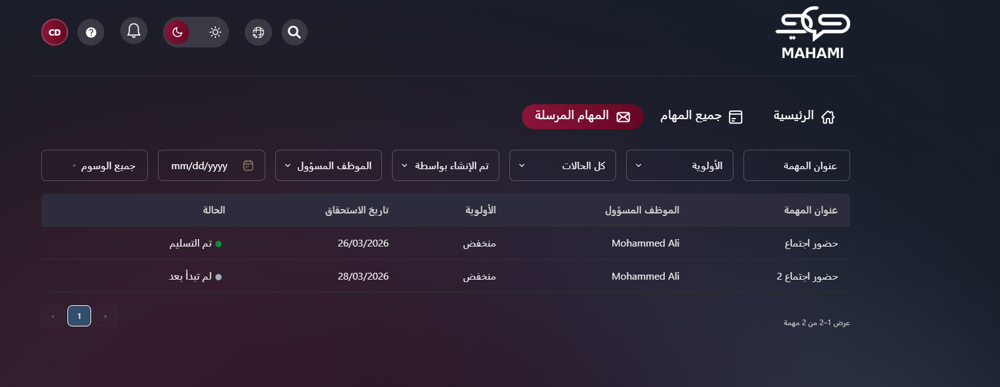 MAHAMI
CD
الرئيسية
جميع المهام
المهام المرسلة
عنوان المهمة
الأولوية
كل الحالات
تم الإنشاء بواسطة
الموظف المسؤول
mm/dd/yyyy
جميع الوسوم
عنوان المهمة الموظف المسؤول الأولوية تاريخ الاستحقاق الحالة
حضور اجتماع Mohammed Ali منخفض 26/03/2026 تم التسليم
حضور اجتماع 2 Mohammed Ali منخفض 28/03/2026 لم تبدأ بعد
عرض 1–2 من 2 مهمة
‹ 1 ›